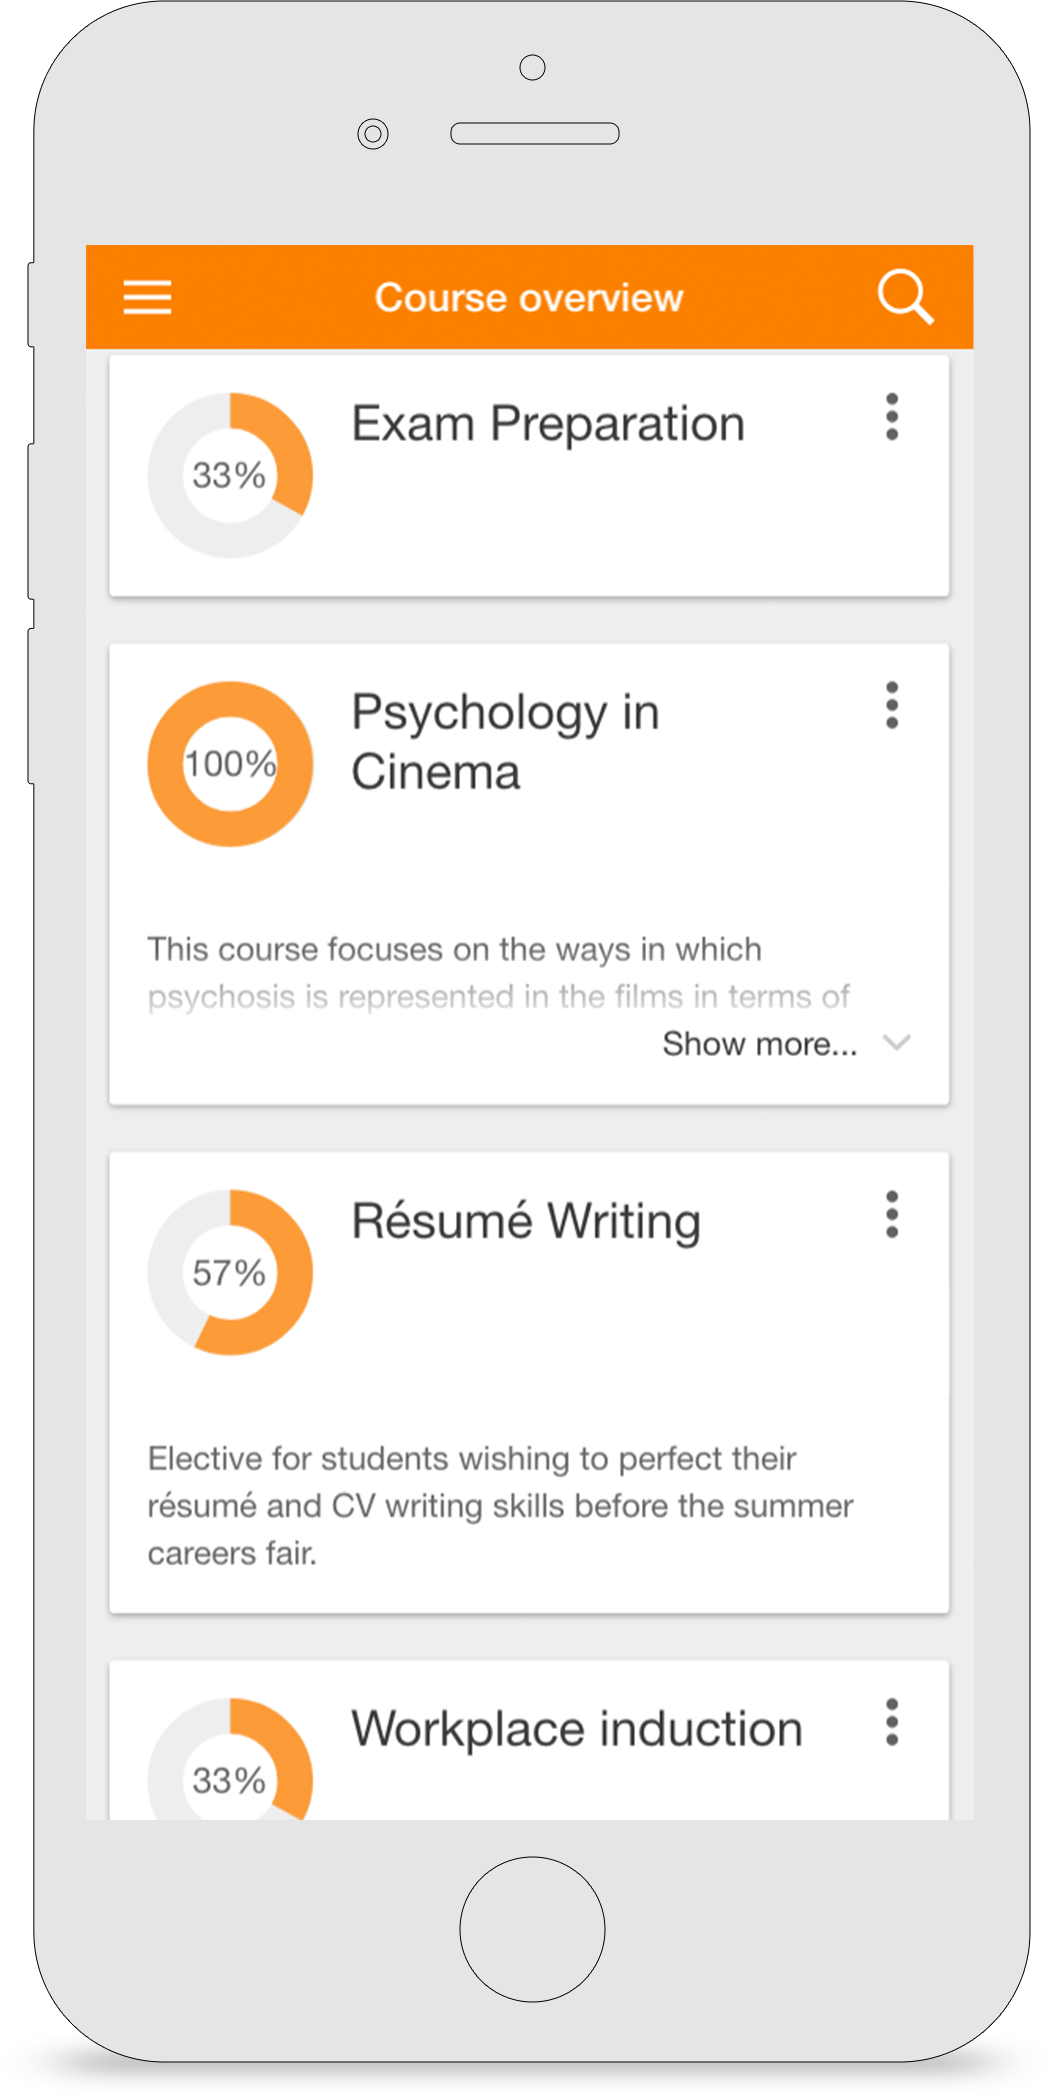 Course overview
Exam Preparation
33%
Psychology in
Cinema
100%
This course focuses on the ways in which
psychosis is represented in the films in terms of
Show more...
Résumé Writing
57%
Elective for students wishing to perfect their
résumé and CV writing skills before the summer
careers fair.
Workplace induction
33%